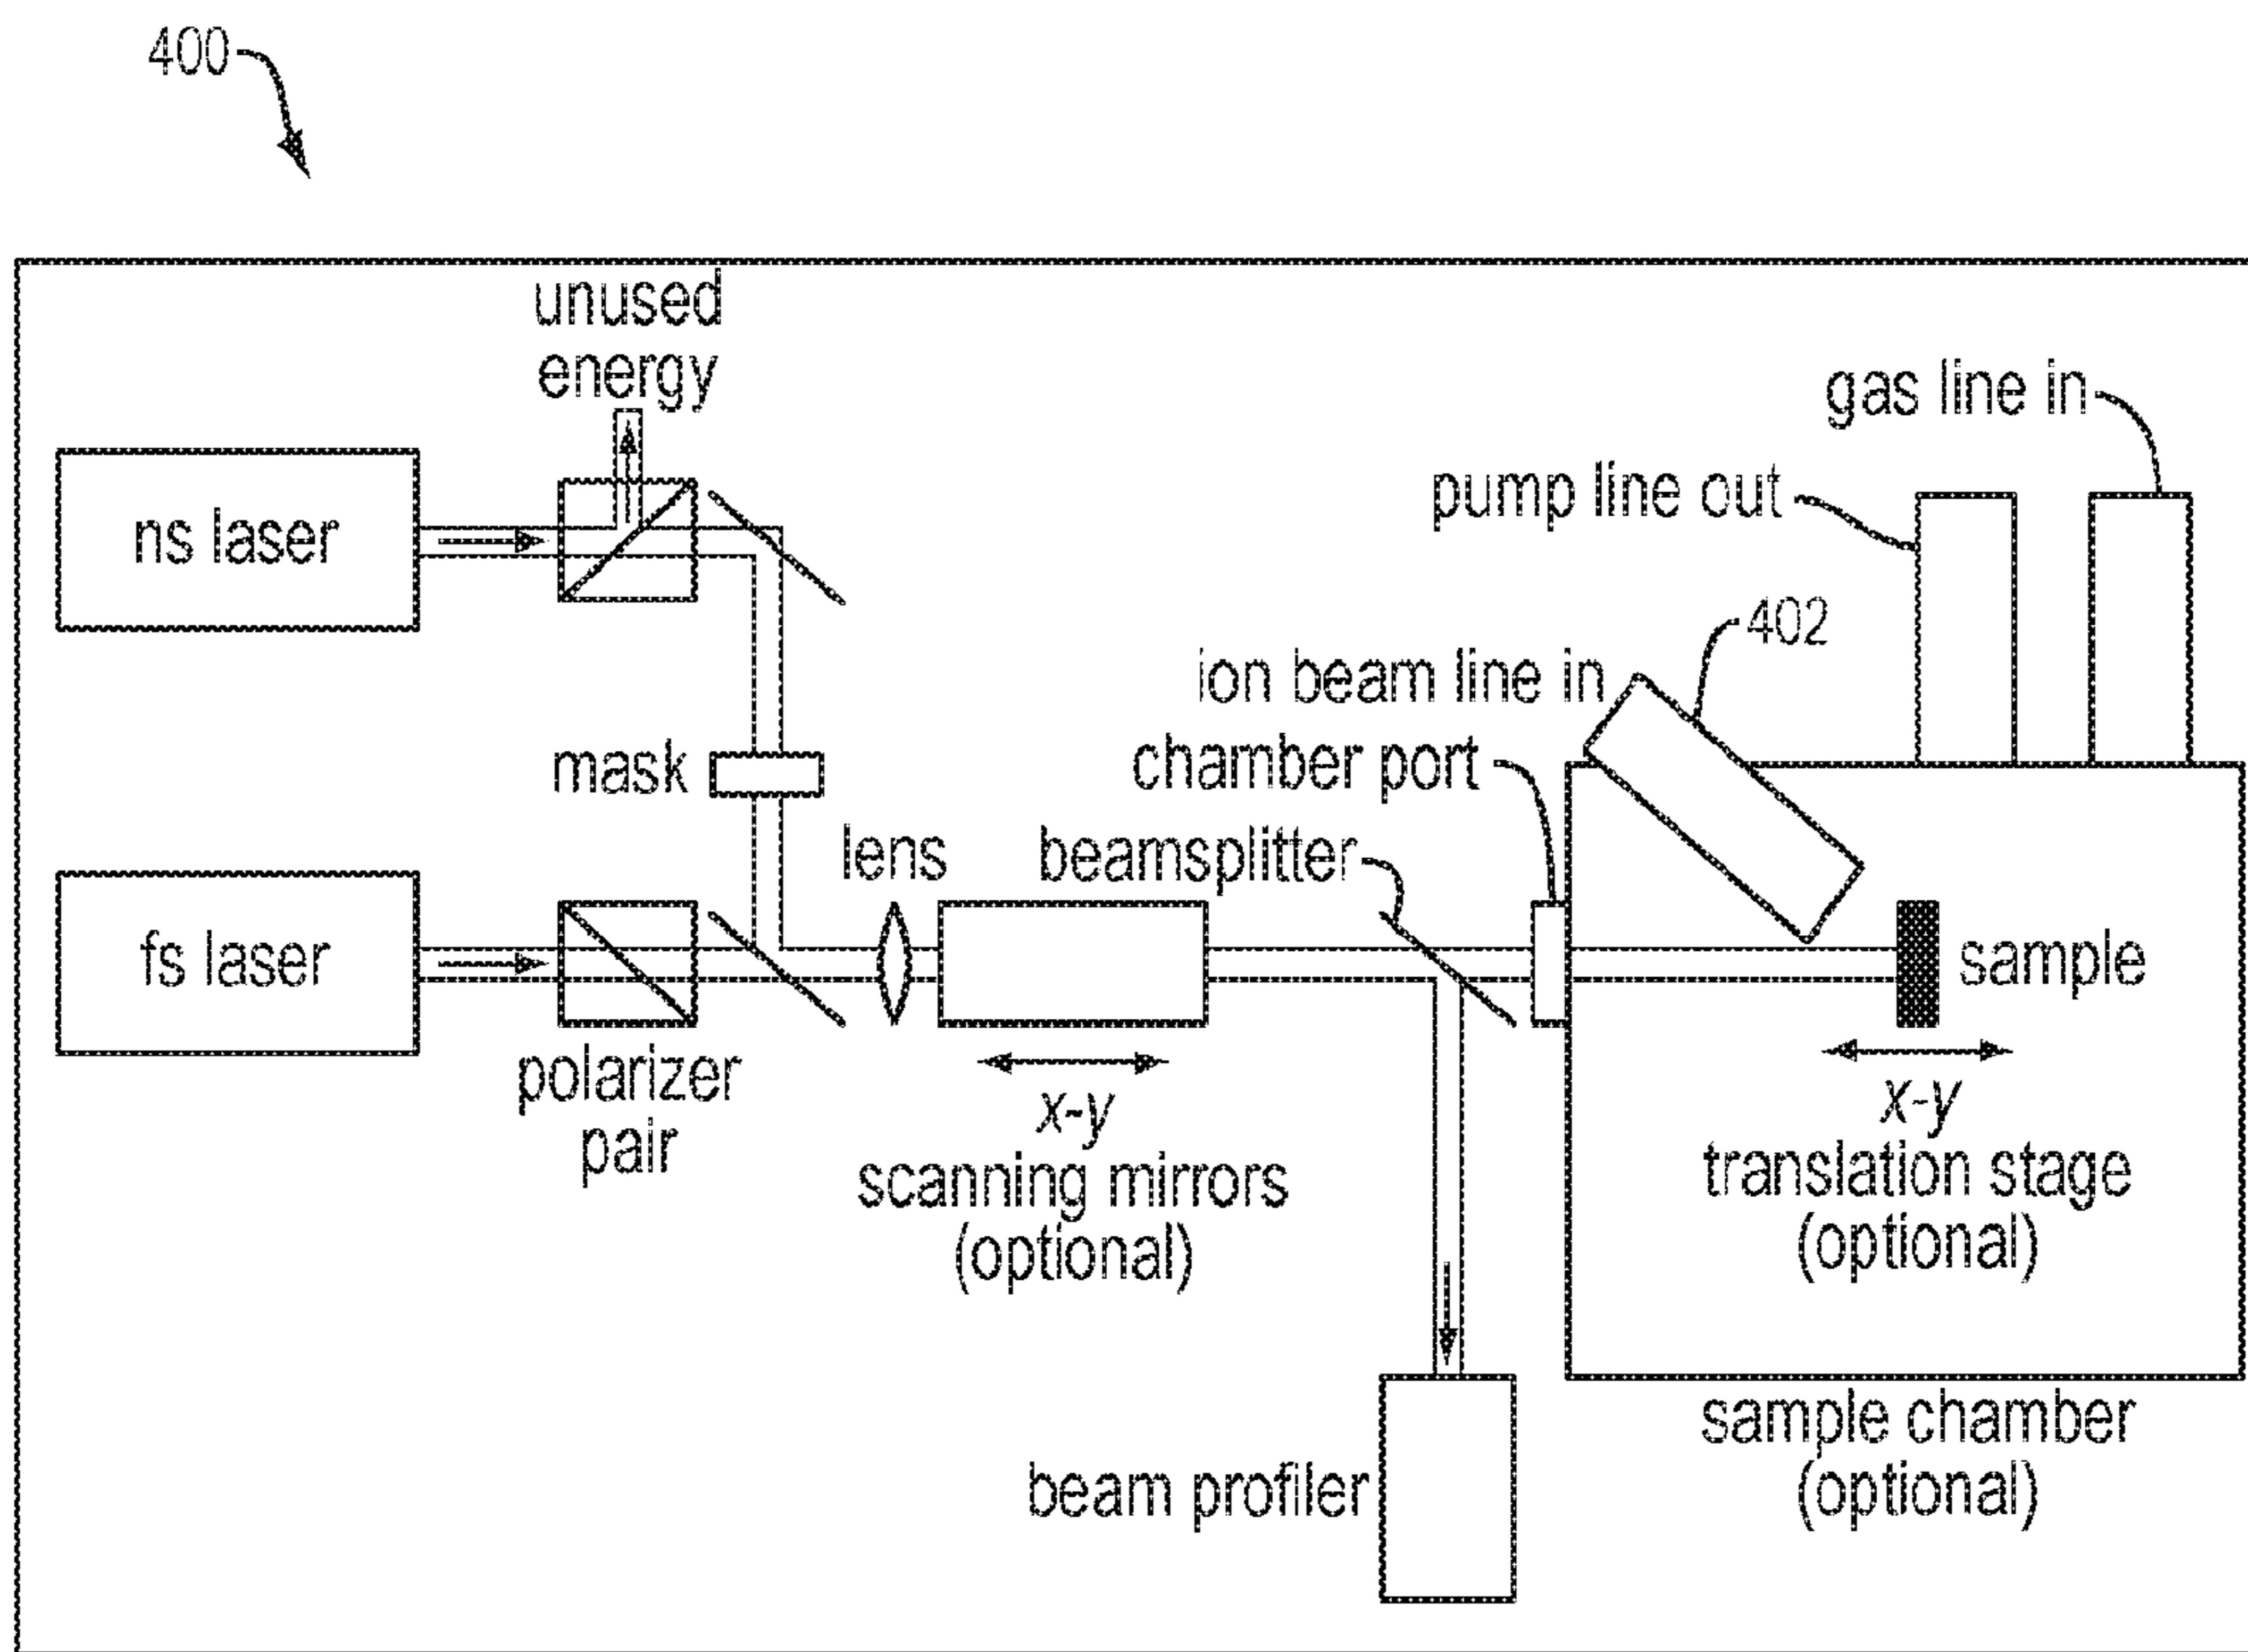 400
unused
energy
gas line in
ns laser
pump line out
402
ion beam line in
mask
chamber port
lens
beamsplitter
fs laser
sample
polarizer
pair
x-y
scanning mirrors
(optional)
x-y
translation stage
(optional)
sample chamber
(optional)
beam profiler